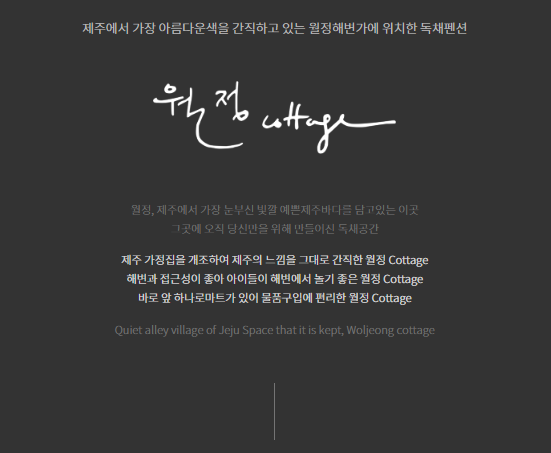 제주에서 가장 아름다운색을 간직하고 있는 월정해변가에 위치한 독채펜션
월정 cottage
월정, 제주에서 가장 눈부신 빛깔 예쁜제주바다를 담고있는 이곳
그곳에 오직 당신만을 위해 만들어진 독채공간
제주 가정집을 개조하여 제주의 느낌을 그대로 간직한 월정 Cottage
해변과 접근성이 좋아 아이들이 해변에서 놀기 좋은 월정 Cottage
바로 앞 하나로마트가 있어 물품구입에 편리한 월정 Cottage
Quiet alley village of Jeju Space that it is kept, Woljeong cottage